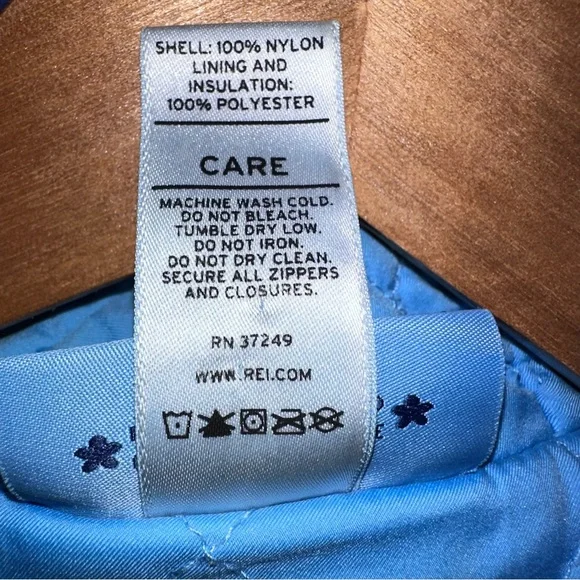 SHELL: 100% NYLON
LINING AND
INSULATION:
100% POLYESTER
CARE
MACHINE WASH COLD.
DO NOT BLEACH.
TUMBLE DRY LOW.
DO NOT IRON.
DO NOT DRY CLEAN.
SECURE ALL ZIPPERS
AND CLOSURES.
RN 37249
WWW.REI.COM